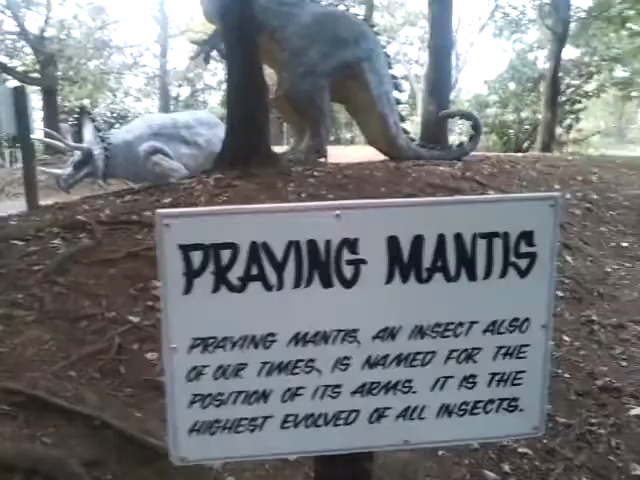 PRAYING MANTIS
PRAYING MANTIS, AN INSECT ALSO
OF OUR TIMES, IS NAMED FOR THE
POSITION OF ITS ARMS. IT IS THE
HIGHEST EVOLVED OF ALL INSECTS.